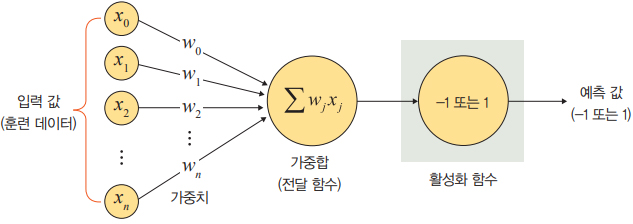 x₀
x₁
x₂
⋮
xₙ
입력 값
(훈련 데이터)
w₀
w₁
w₂
⋮
wₙ
가중치
∑ wⱼxⱼ
가중합
(전달 함수)
–1 또는 1
활성화 함수
예측 값
(–1 또는 1)